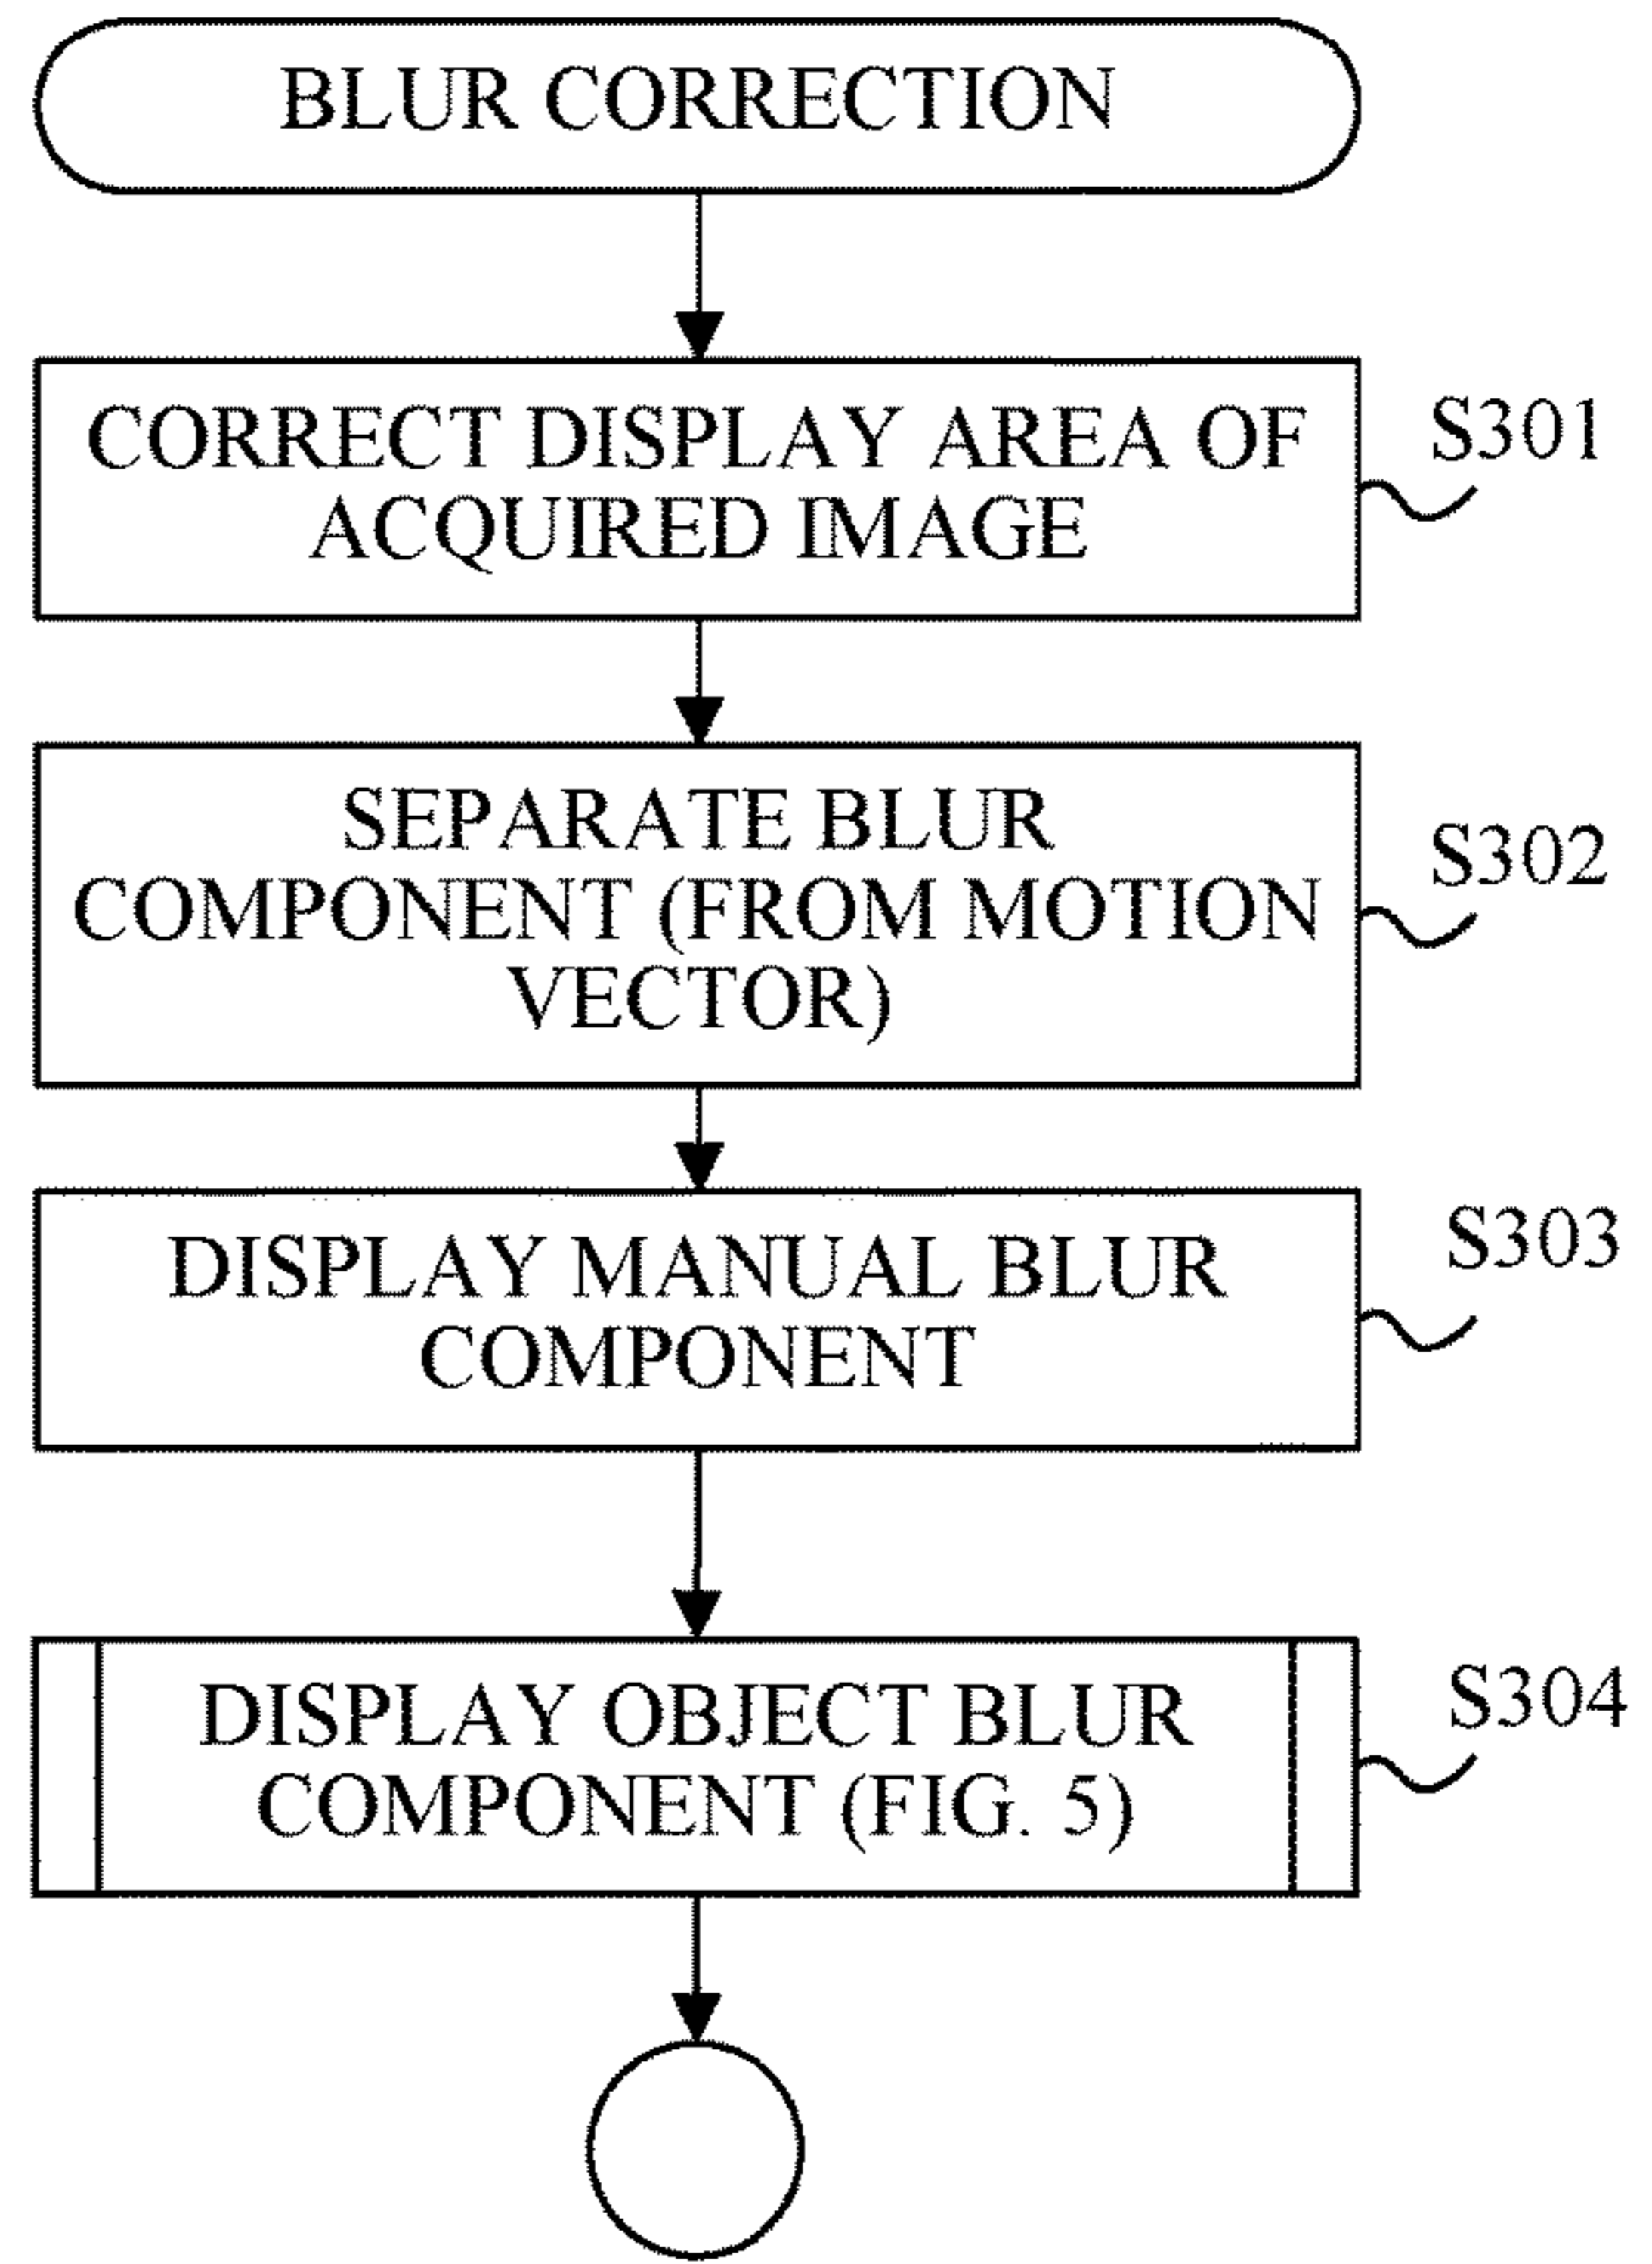 BLUR CORRECTION
CORRECT DISPLAY AREA OF
ACQUIRED IMAGE
S301
SEPARATE BLUR
COMPONENT (FROM MOTION
VECTOR)
S302
DISPLAY MANUAL BLUR
COMPONENT
S303
DISPLAY OBJECT BLUR
COMPONENT (FIG. 5)
S304